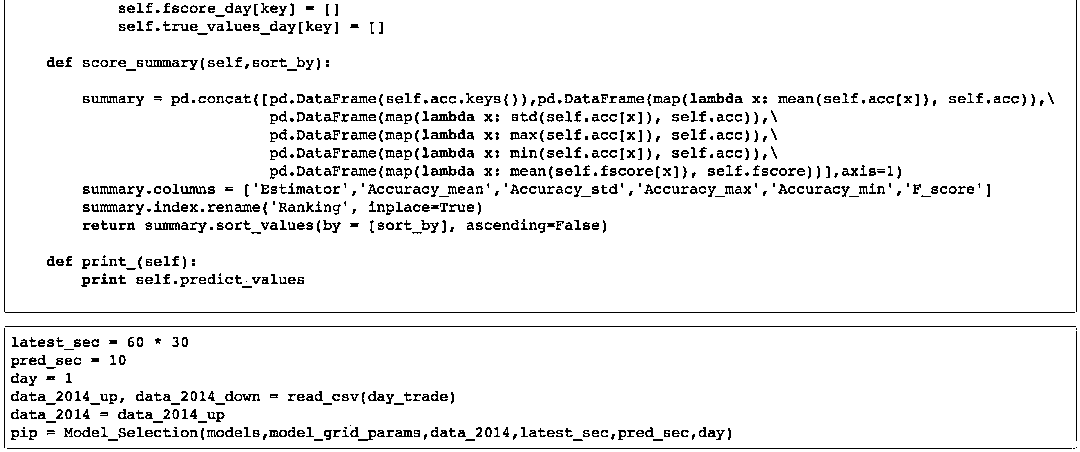 self.fscore_day[key] = []
self.true_values_day[key] = []
def score_summary(self,sort_by):
summary = pd.concat([pd.DataFrame(self.acc.keys()),pd.DataFrame(map(lambda x: mean(self.acc[x]), self.acc)),\
pd.DataFrame(map(lambda x: std(self.acc[x]), self.acc)),\
pd.DataFrame(map(lambda x: max(self.acc[x]), self.acc)),\
pd.DataFrame(map(lambda x: min(self.acc[x]), self.acc)),\
pd.DataFrame(map(lambda x: mean(self.fscore[x]), self.fscore))],axis=1)
summary.columns = ['Estimator','Accuracy_mean','Accuracy_std','Accuracy_max','Accuracy_min','F_score']
summary.index.rename('Ranking', inplace=True)
return summary.sort_values(by = [sort_by], ascending=False)
def print_(self):
print self.predict_values
latest_sec = 60 * 30
pred_sec = 10
day = 1
data_2014_up, data_2014_down = read_csv(day_trade)
data_2014 = data_2014_up
pip = Model_Selection(models,model_grid_params,data_2014,latest_sec,pred_sec,day)